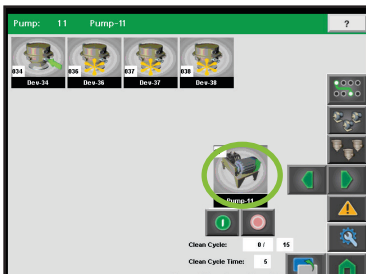 Pump: 11 Pump-11 ?
034 036 037 038
Dev-34 Dev-36 Dev-37 Dev-38
Pump-11
Clean Cycle: 0 / 15
Clean Cycle Time: 5